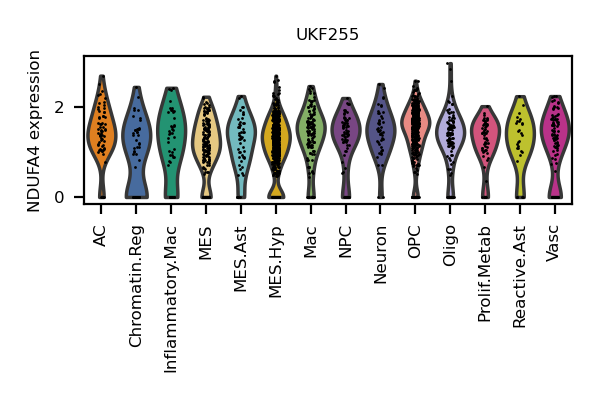 UKF255
NDUFA4 expression
2
0
AC
Chromatin.Reg
Inflammatory.Mac
MES
MES.Ast
MES.Hyp
Mac
NPC
Neuron
OPC
Oligo
Prolif.Metab
Reactive.Ast
Vasc